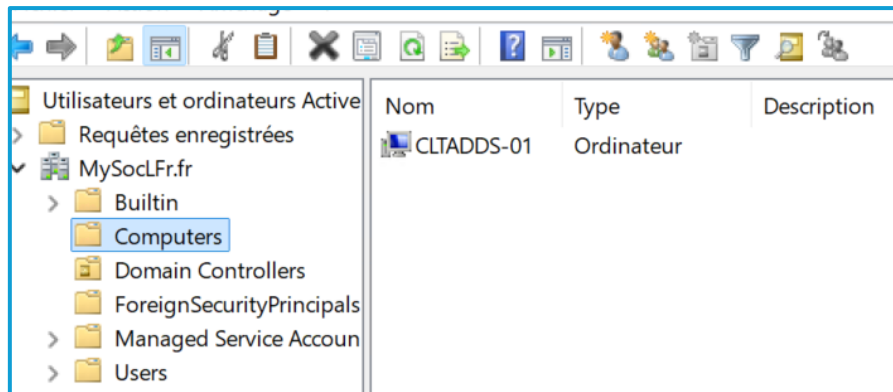 Utilisateurs et ordinateurs Active
Requêtes enregistrées
MySocLFr.fr
Builtin
Computers
Domain Controllers
ForeignSecurityPrincipals
Managed Service Accoun
Users
Nom Type Description
CLTADDS-01 Ordinateur